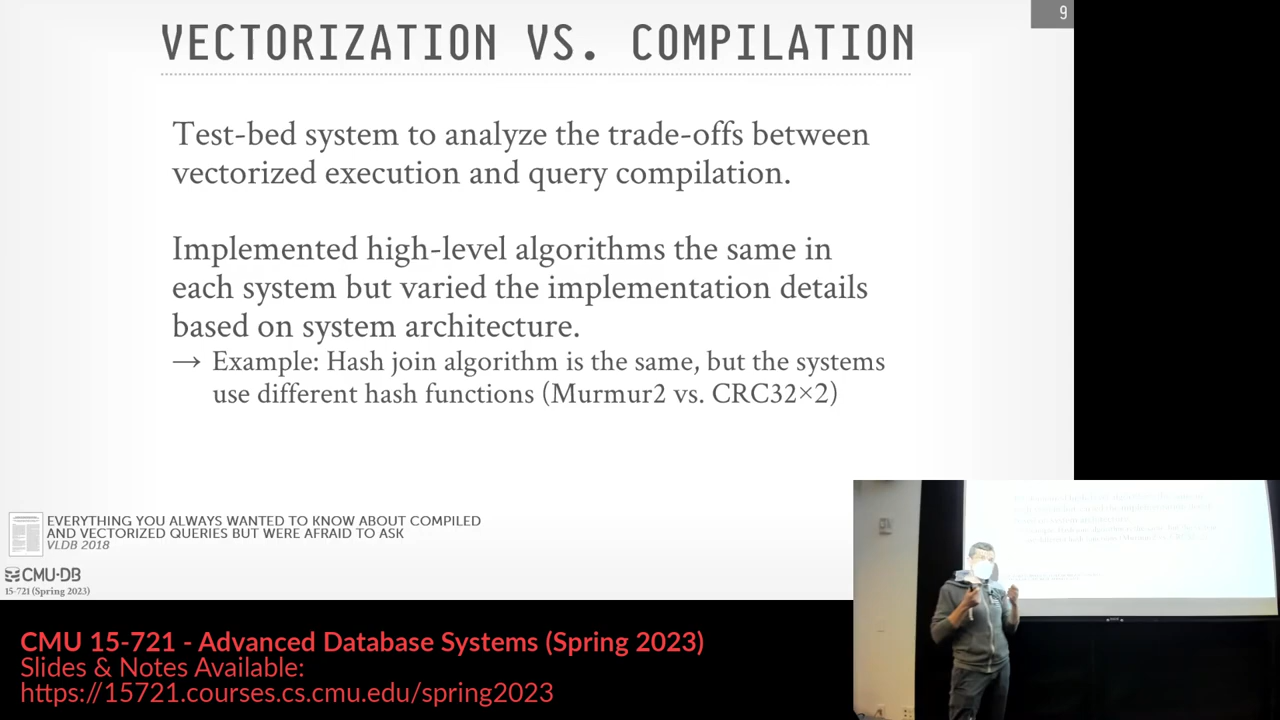 9
VECTORIZATION VS. COMPILATION
Test-bed system to analyze the trade-offs between
vectorized execution and query compilation.
Implemented high-level algorithms the same in
each system but varied the implementation details
based on system architecture.
→ Example: Hash join algorithm is the same, but the systems
use different hash functions (Murmur2 vs. CRC32×2)
EVERYTHING YOU ALWAYS WANTED TO KNOW ABOUT COMPILED
AND VECTORIZED QUERIES BUT WERE AFRAID TO ASK
VLDB 2018
CMU·DB
15-721 (Spring 2023)
CMU 15-721 - Advanced Database Systems (Spring 2023)
Slides & Notes Available:
https://15721.courses.cs.cmu.edu/spring2023